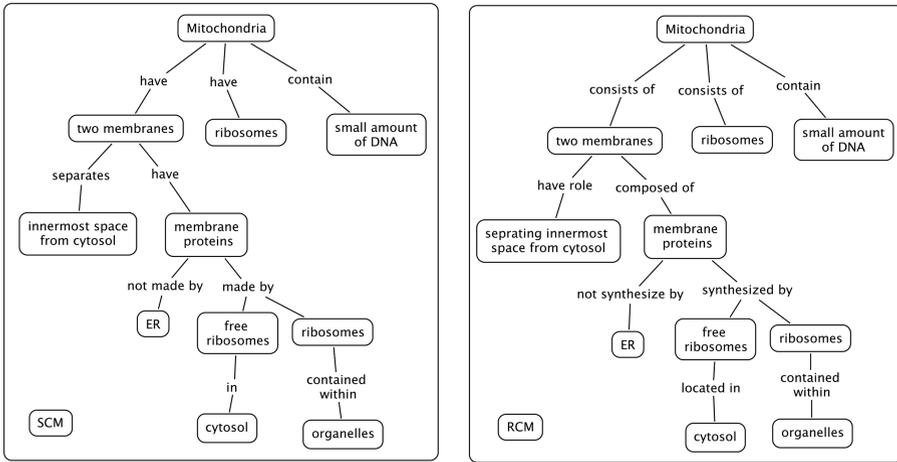 Mitochondria
have
have
contain
two membranes
ribosomes
small amount
of DNA
separates
have
innermost space
from cytosol
membrane
proteins
not made by
made by
ER
free
ribosomes
ribosomes
in
contained
within
cytosol
organelles
SCM
Mitochondria
consists of
consists of
contain
two membranes
ribosomes
small amount
of DNA
have role
composed of
seprating innermost
space from cytosol
membrane
proteins
not synthesize by
synthesized by
ER
free
ribosomes
ribosomes
located in
contained
within
cytosol
organelles
RCM